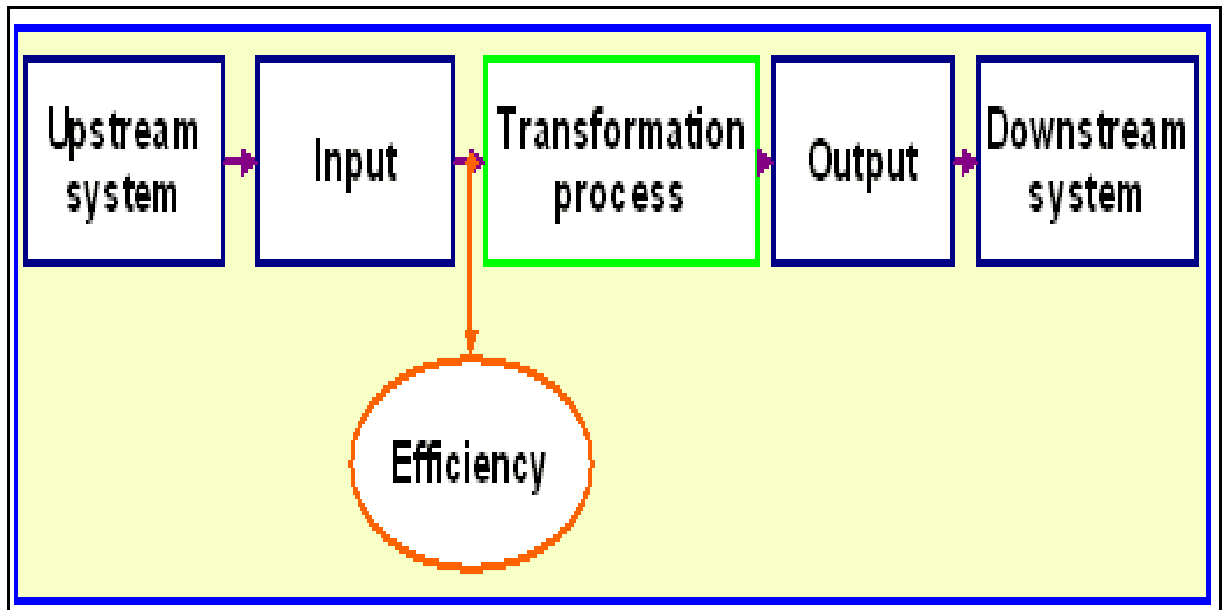 Upstream
system
Input
Transformation
process
Output
Downstream
system
Efficiency